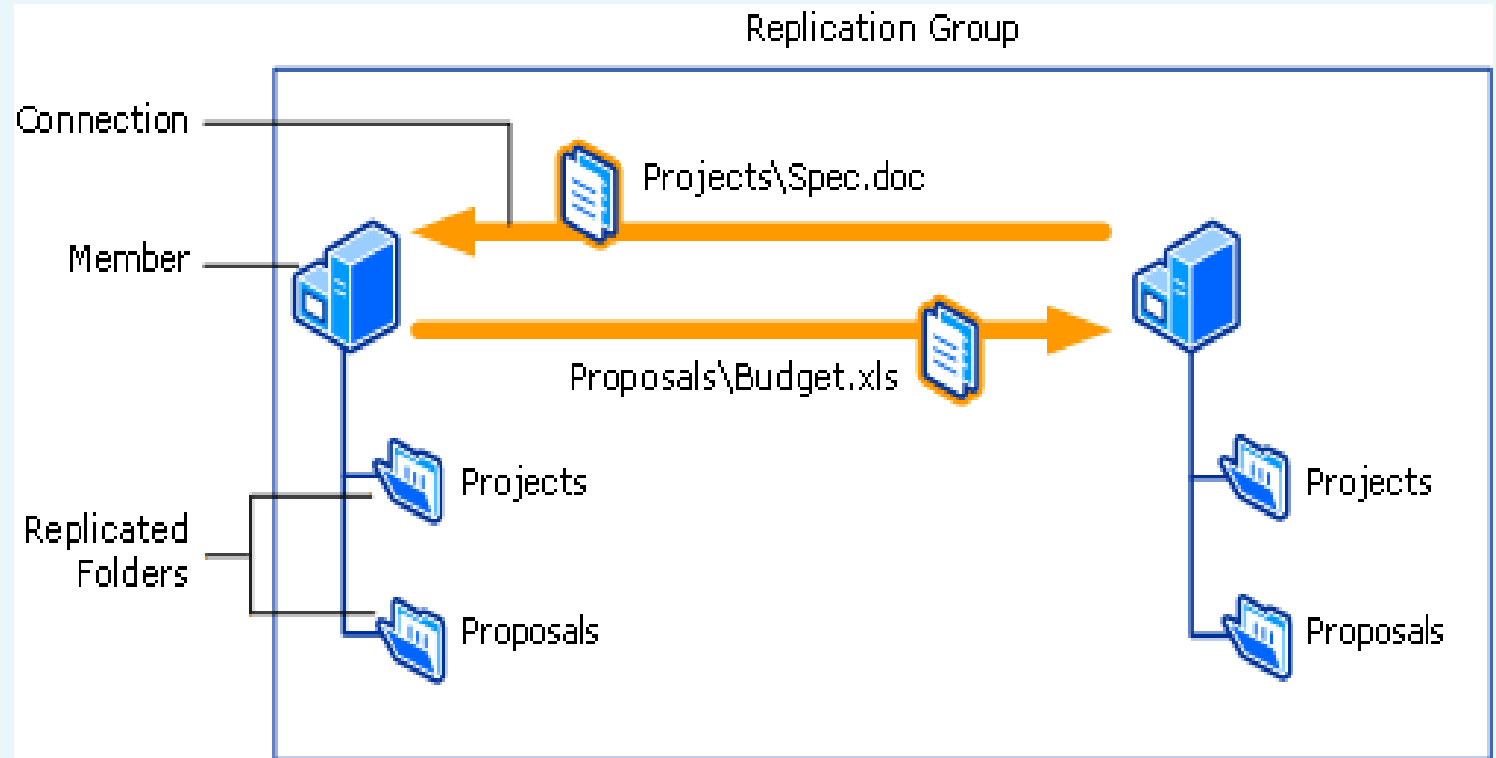 Replication Group
Connection
Projects\Spec.doc
Member
Proposals\Budget.xls
Projects
Projects
Replicated
Folders
Proposals
Proposals